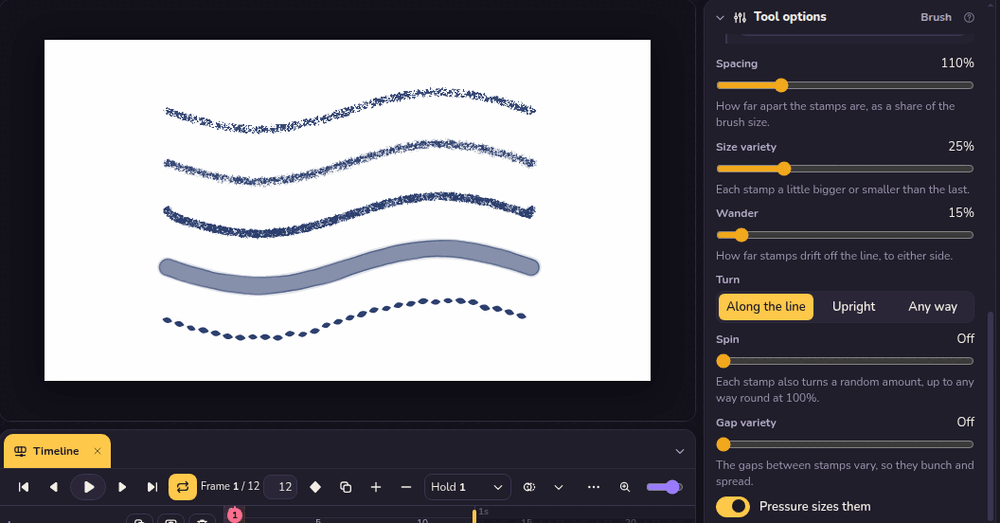 Tool options
Brush
Spacing
110%
How far apart the stamps are, as a share of the
brush size.
Size variety
25%
Each stamp a little bigger or smaller than the last.
Wander
15%
How far stamps drift off the line, to either side.
Turn
Along the line
Upright
Any way
Spin
Off
Each stamp also turns a random amount, up to any
way round at 100%.
Gap variety
Off
The gaps between stamps vary, so they bunch and
spread.
Pressure sizes them
Timeline
Frame 1 / 12
12
Hold 1
1
5
10
1s
15
20